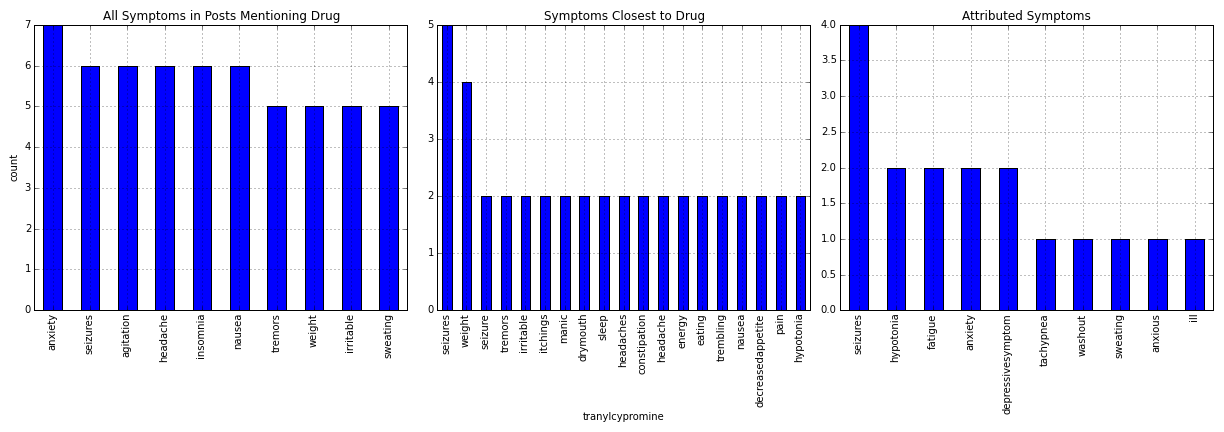 All Symptoms in Posts Mentioning Drug
7
6
5
4
3
2
1
0
count
anxiety
seizures
agitation
headache
insomnia
nausea
tremors
weight
irritable
sweating
Symptoms Closest to Drug
5
4
3
2
1
0
seizures
weight
seizure
tremors
irritable
itchings
manic
drymouth
sleep
headaches
constipation
headache
energy
eating
trembling
nausea
decreasedappetite
pain
hypotonia
tranylcypromine
Attributed Symptoms
4.0
3.5
3.0
2.5
2.0
1.5
1.0
0.5
0.0
seizures
hypotonia
fatigue
anxiety
depressivesymptom
tachypnea
washout
sweating
anxious
ill